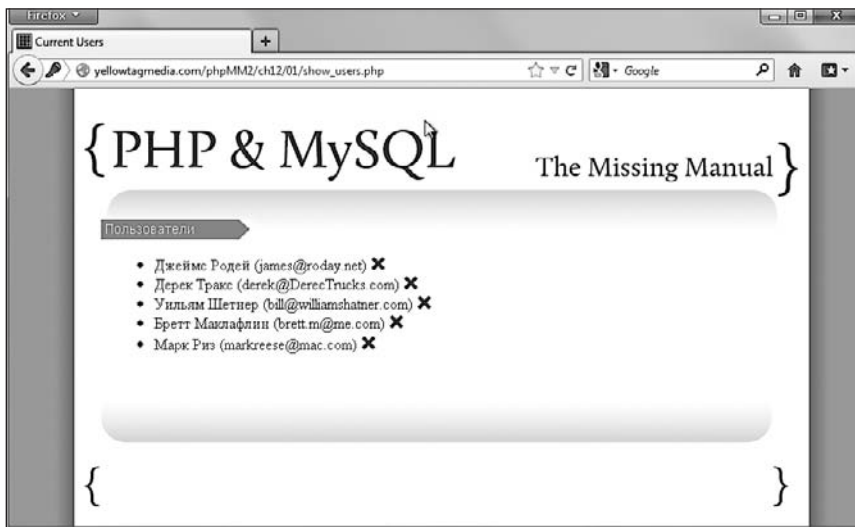 Firefox
Current Users
yellowtagmedia.com/phpMM2/ch12/01/show_users.php
Google
{PHP & MySQL
The Missing Manual}
Пользователи
• Джеймс Родей (james@roday.net) ✖
• Дерек Тракс (derek@DerecTrucks.com) ✖
• Уильям Шетнер (bill@williamshatner.com) ✖
• Бретт Маклафлин (brett.m@me.com) ✖
• Марк Риз (markreese@mac.com) ✖
{ }